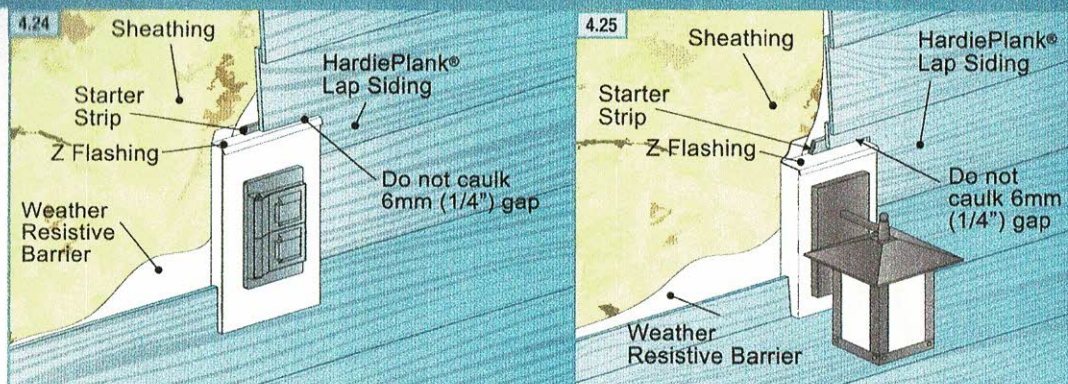 4.24
Sheathing
HardiePlank®
Lap Siding
Starter
Strip
Z Flashing
Do not caulk
6mm (1/4") gap
Weather
Resistive
Barrier
4.25
Sheathing
HardiePlank®
Lap Siding
Starter
Strip
Z-Flashing
Do not
caulk 6mm
(1/4") gap
Weather
Resistive Barrier